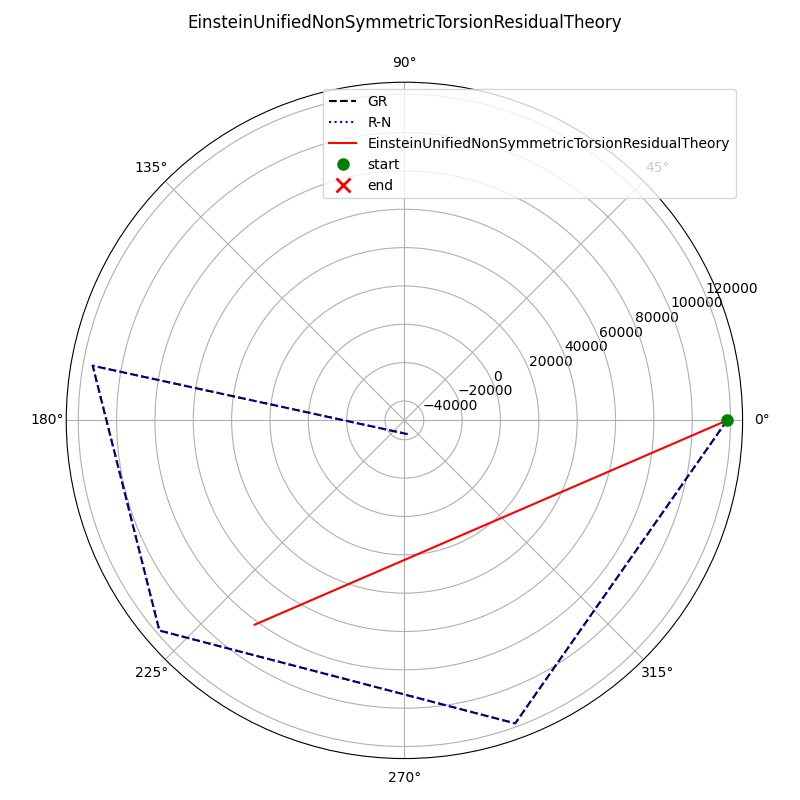 EinsteinUnifiedNonSymmetricTorsionResidualTheory
90°
GR
R-N
EinsteinUnifiedNonSymmetricTorsionResidualTheory
start
end
135°
45°
120000
100000
80000
60000
40000
20000
0
−20000
−40000
180°
0°
225°
315°
270°